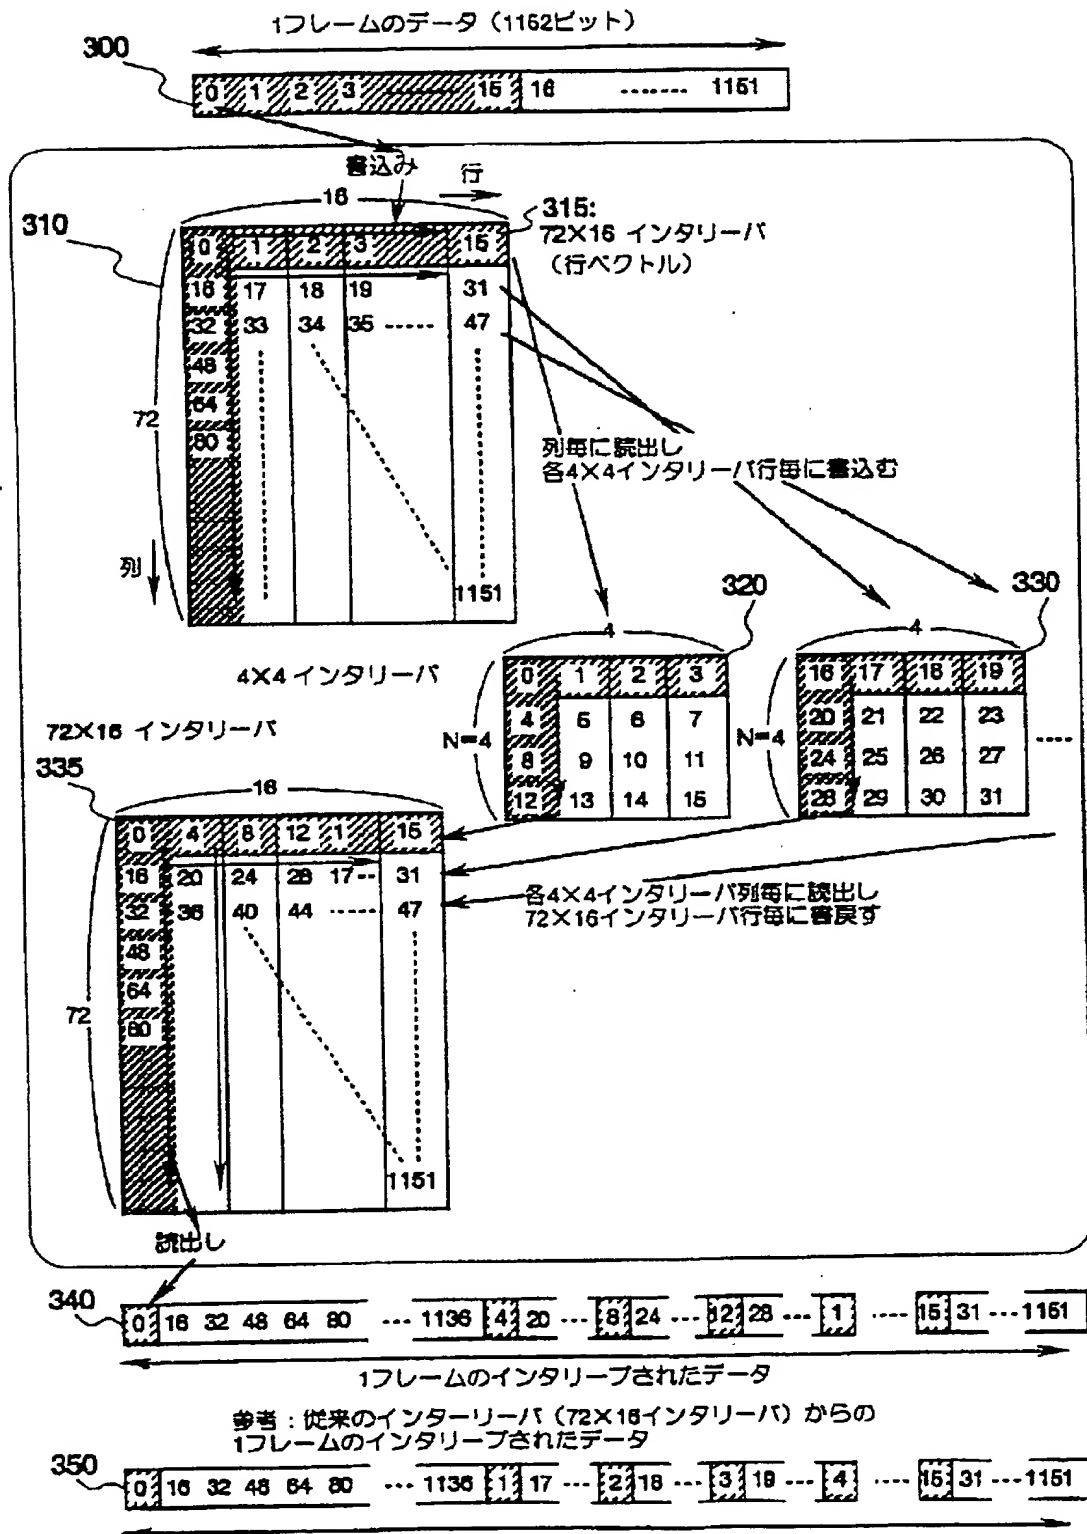 1フレームのデータ（1152ビット）
300
0 1 2 3 ------- 15 16 ------- 1151
書込み
行
16
310
315:
72×16 インタリーバ
（行ベクトル）
0 1 2 3 15
16 17 18 19 31
32 33 34 35 ----- 47
48
64
80
72
列
1151
列毎に読出し
各4×4インタリーバ行毎に書込む
320
330
4
4
4×4 インタリーバ
N=4
0 1 2 3
4 5 6 7
8 9 10 11
12 13 14 15
N=4
16 17 18 19
20 21 22 23
24 25 26 27
28 29 30 31
-----
72×16 インタリーバ
335
16
0 4 8 12 1 15
16 20 24 28 17-- 31
32 36 40 44 ------ 47
48
64
80
72
1151
各4×4インタリーバ列毎に読出し
72×16インタリーバ行毎に書戻す
読出し
340
0 16 32 48 64 80 --- 1136 4 20 --- 8 24 --- 12 28 --- 1 ----- 15 31 --- 1151
1フレームのインタリーブされたデータ
参考：従来のインターリーバ（72×16インタリーバ）からの
1フレームのインタリーブされたデータ
350
0 16 32 48 64 80 --- 1136 1 17 --- 2 18 --- 3 19 --- 4 ----- 15 31 ---1151